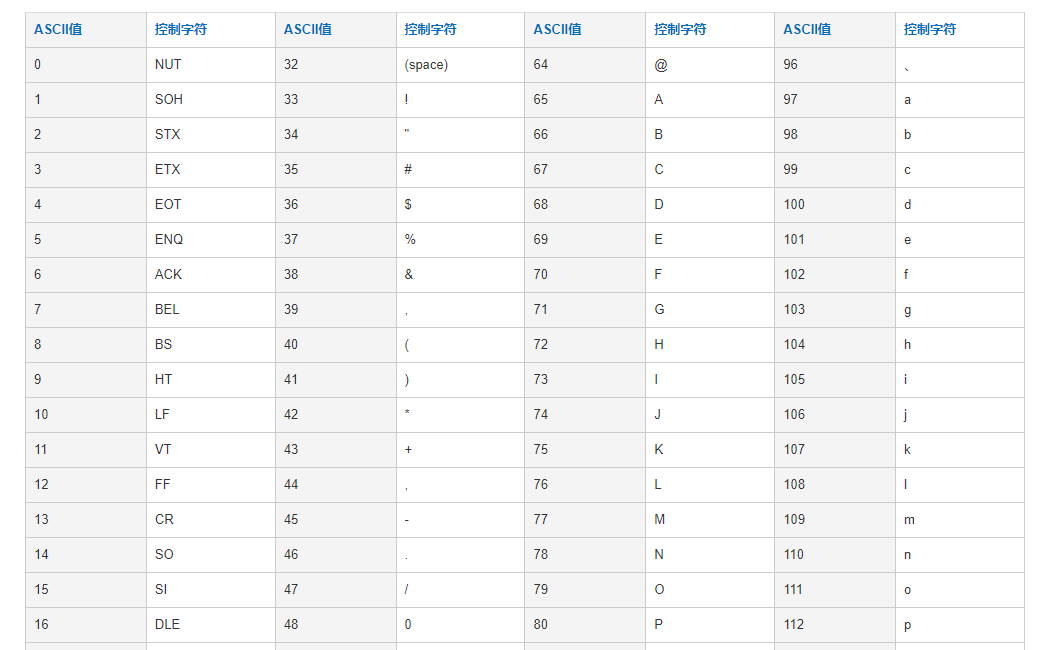 ASCII值 控制字符 ASCII值 控制字符 ASCII值 控制字符 ASCII值 控制字符
0 NUT 32 (space) 64 @ 96 、
1 SOH 33 ! 65 A 97 a
2 STX 34 " 66 B 98 b
3 ETX 35 # 67 C 99 c
4 EOT 36 $ 68 D 100 d
5 ENQ 37 % 69 E 101 e
6 ACK 38 & 70 F 102 f
7 BEL 39 , 71 G 103 g
8 BS 40 ( 72 H 104 h
9 HT 41 ) 73 I 105 i
10 LF 42 * 74 J 106 j
11 VT 43 + 75 K 107 k
12 FF 44 , 76 L 108 l
13 CR 45 - 77 M 109 m
14 SO 46 . 78 N 110 n
15 SI 47 / 79 O 111 o
16 DLE 48 0 80 P 112 p